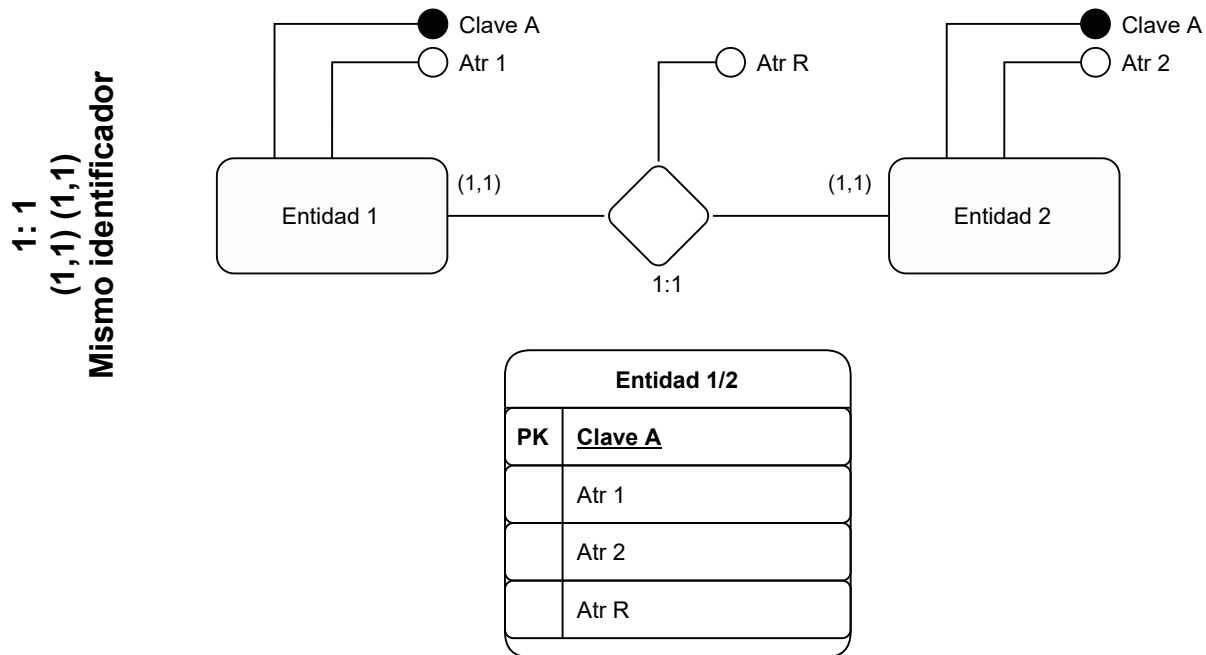 1: 1
(1,1) (1,1)
Mismo identificador
Clave A
Atr 1
Atr R
Clave A
Atr 2
Entidad 1
(1,1)
(1,1)
Entidad 2
1:1
Entidad 1/2
PK Clave A
Atr 1
Atr 2
Atr R